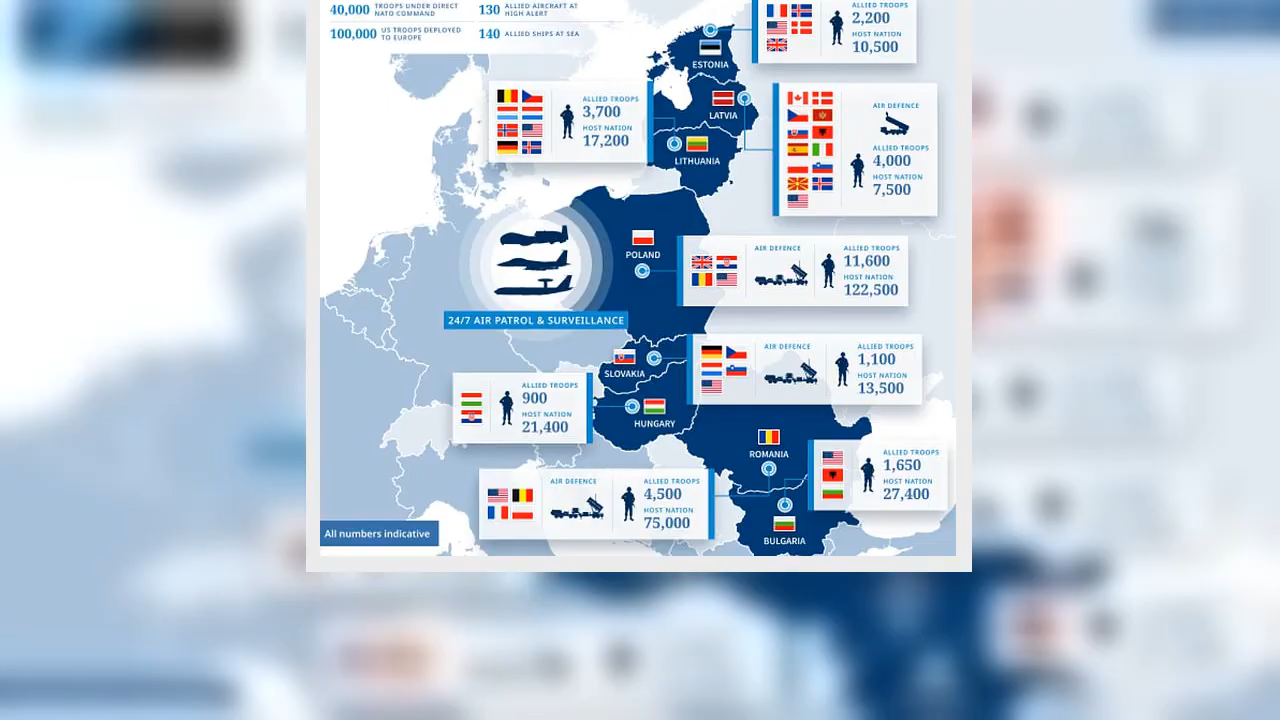 40,000 TROOPS UNDER DIRECT NATO COMMAND
130 ALLIED AIRCRAFT AT HIGH ALERT
100,000 US TROOPS DEPLOYED TO EUROPE
140 ALLIED SHIPS AT SEA
ALLIED TROOPS
2,200
HOST NATION
10,500
ESTONIA
ALLIED TROOPS
3,700
HOST NATION
17,200
LATVIA
LITHUANIA
AIR DEFENCE
ALLIED TROOPS
4,000
HOST NATION
7,500
POLAND
AIR DEFENCE
ALLIED TROOPS
11,600
HOST NATION
122,500
24/7 AIR PATROL & SURVEILLANCE
SLOVAKIA
AIR DEFENCE
ALLIED TROOPS
1,100
HOST NATION
13,500
ALLIED TROOPS
900
HOST NATION
21,400
HUNGARY
ROMANIA
ALLIED TROOPS
1,650
HOST NATION
27,400
AIR DEFENCE
ALLIED TROOPS
4,500
HOST NATION
75,000
BULGARIA
All numbers indicative